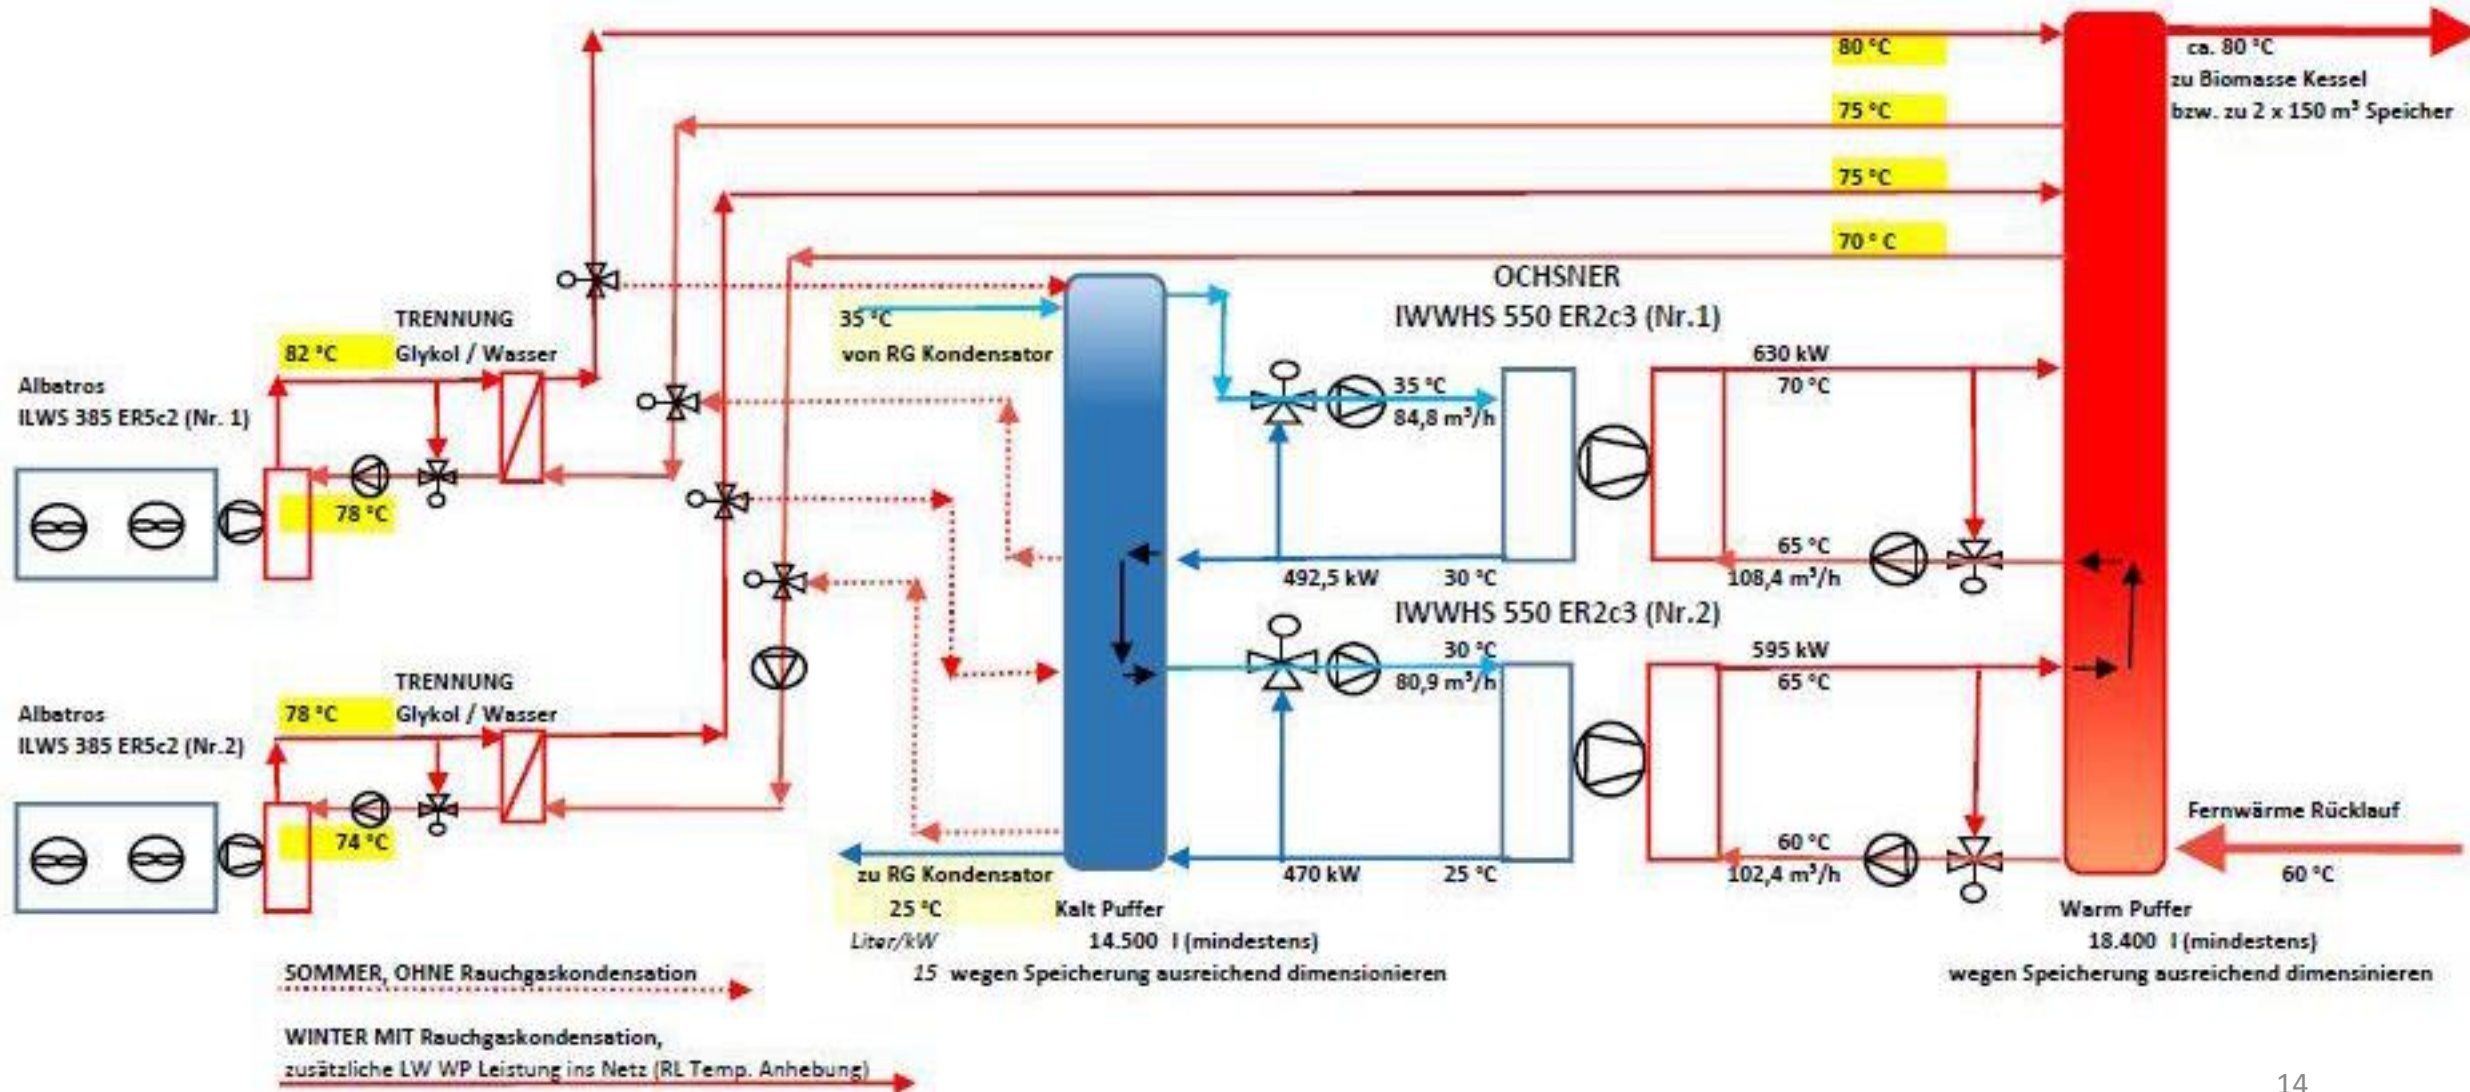 80 °C
75 °C
75 °C
70 ° C
ca. 80 °C
zu Biomasse Kessel
bzw. zu 2 x 150 m³ Speicher
OCHSNER
IWWHS 550 ER2c3 (Nr.1)
TRENNUNG
82 °C Glykol / Wasser
Albatros
ILWS 385 ER5c2 (Nr. 1)
78 °C
35 °C
von RG Kondensator
35 °C
84,8 m³/h
630 kW
70 °C
65 °C
108,4 m³/h
492,5 kW 30 °C
IWWHS 550 ER2c3 (Nr.2)
30 °C
80,9 m³/h
595 kW
65 °C
TRENNUNG
78 °C Glykol / Wasser
Albatros
ILWS 385 ER5c2 (Nr.2)
74 °C
60 °C
102,4 m³/h
470 kW 25 °C
Fernwärme Rücklauf
60 °C
zu RG Kondensator
25 °C
Liter/kW
15
Kalt Puffer
14.500 l (mindestens)
wegen Speicherung ausreichend dimensionieren
Warm Puffer
18.400 l (mindestens)
wegen Speicherung ausreichend dimensinieren
SOMMER, OHNE Rauchgaskondensation
WINTER MIT Rauchgaskondensation,
zusätzliche LW WP Leistung ins Netz (RL Temp. Anhebung)
14